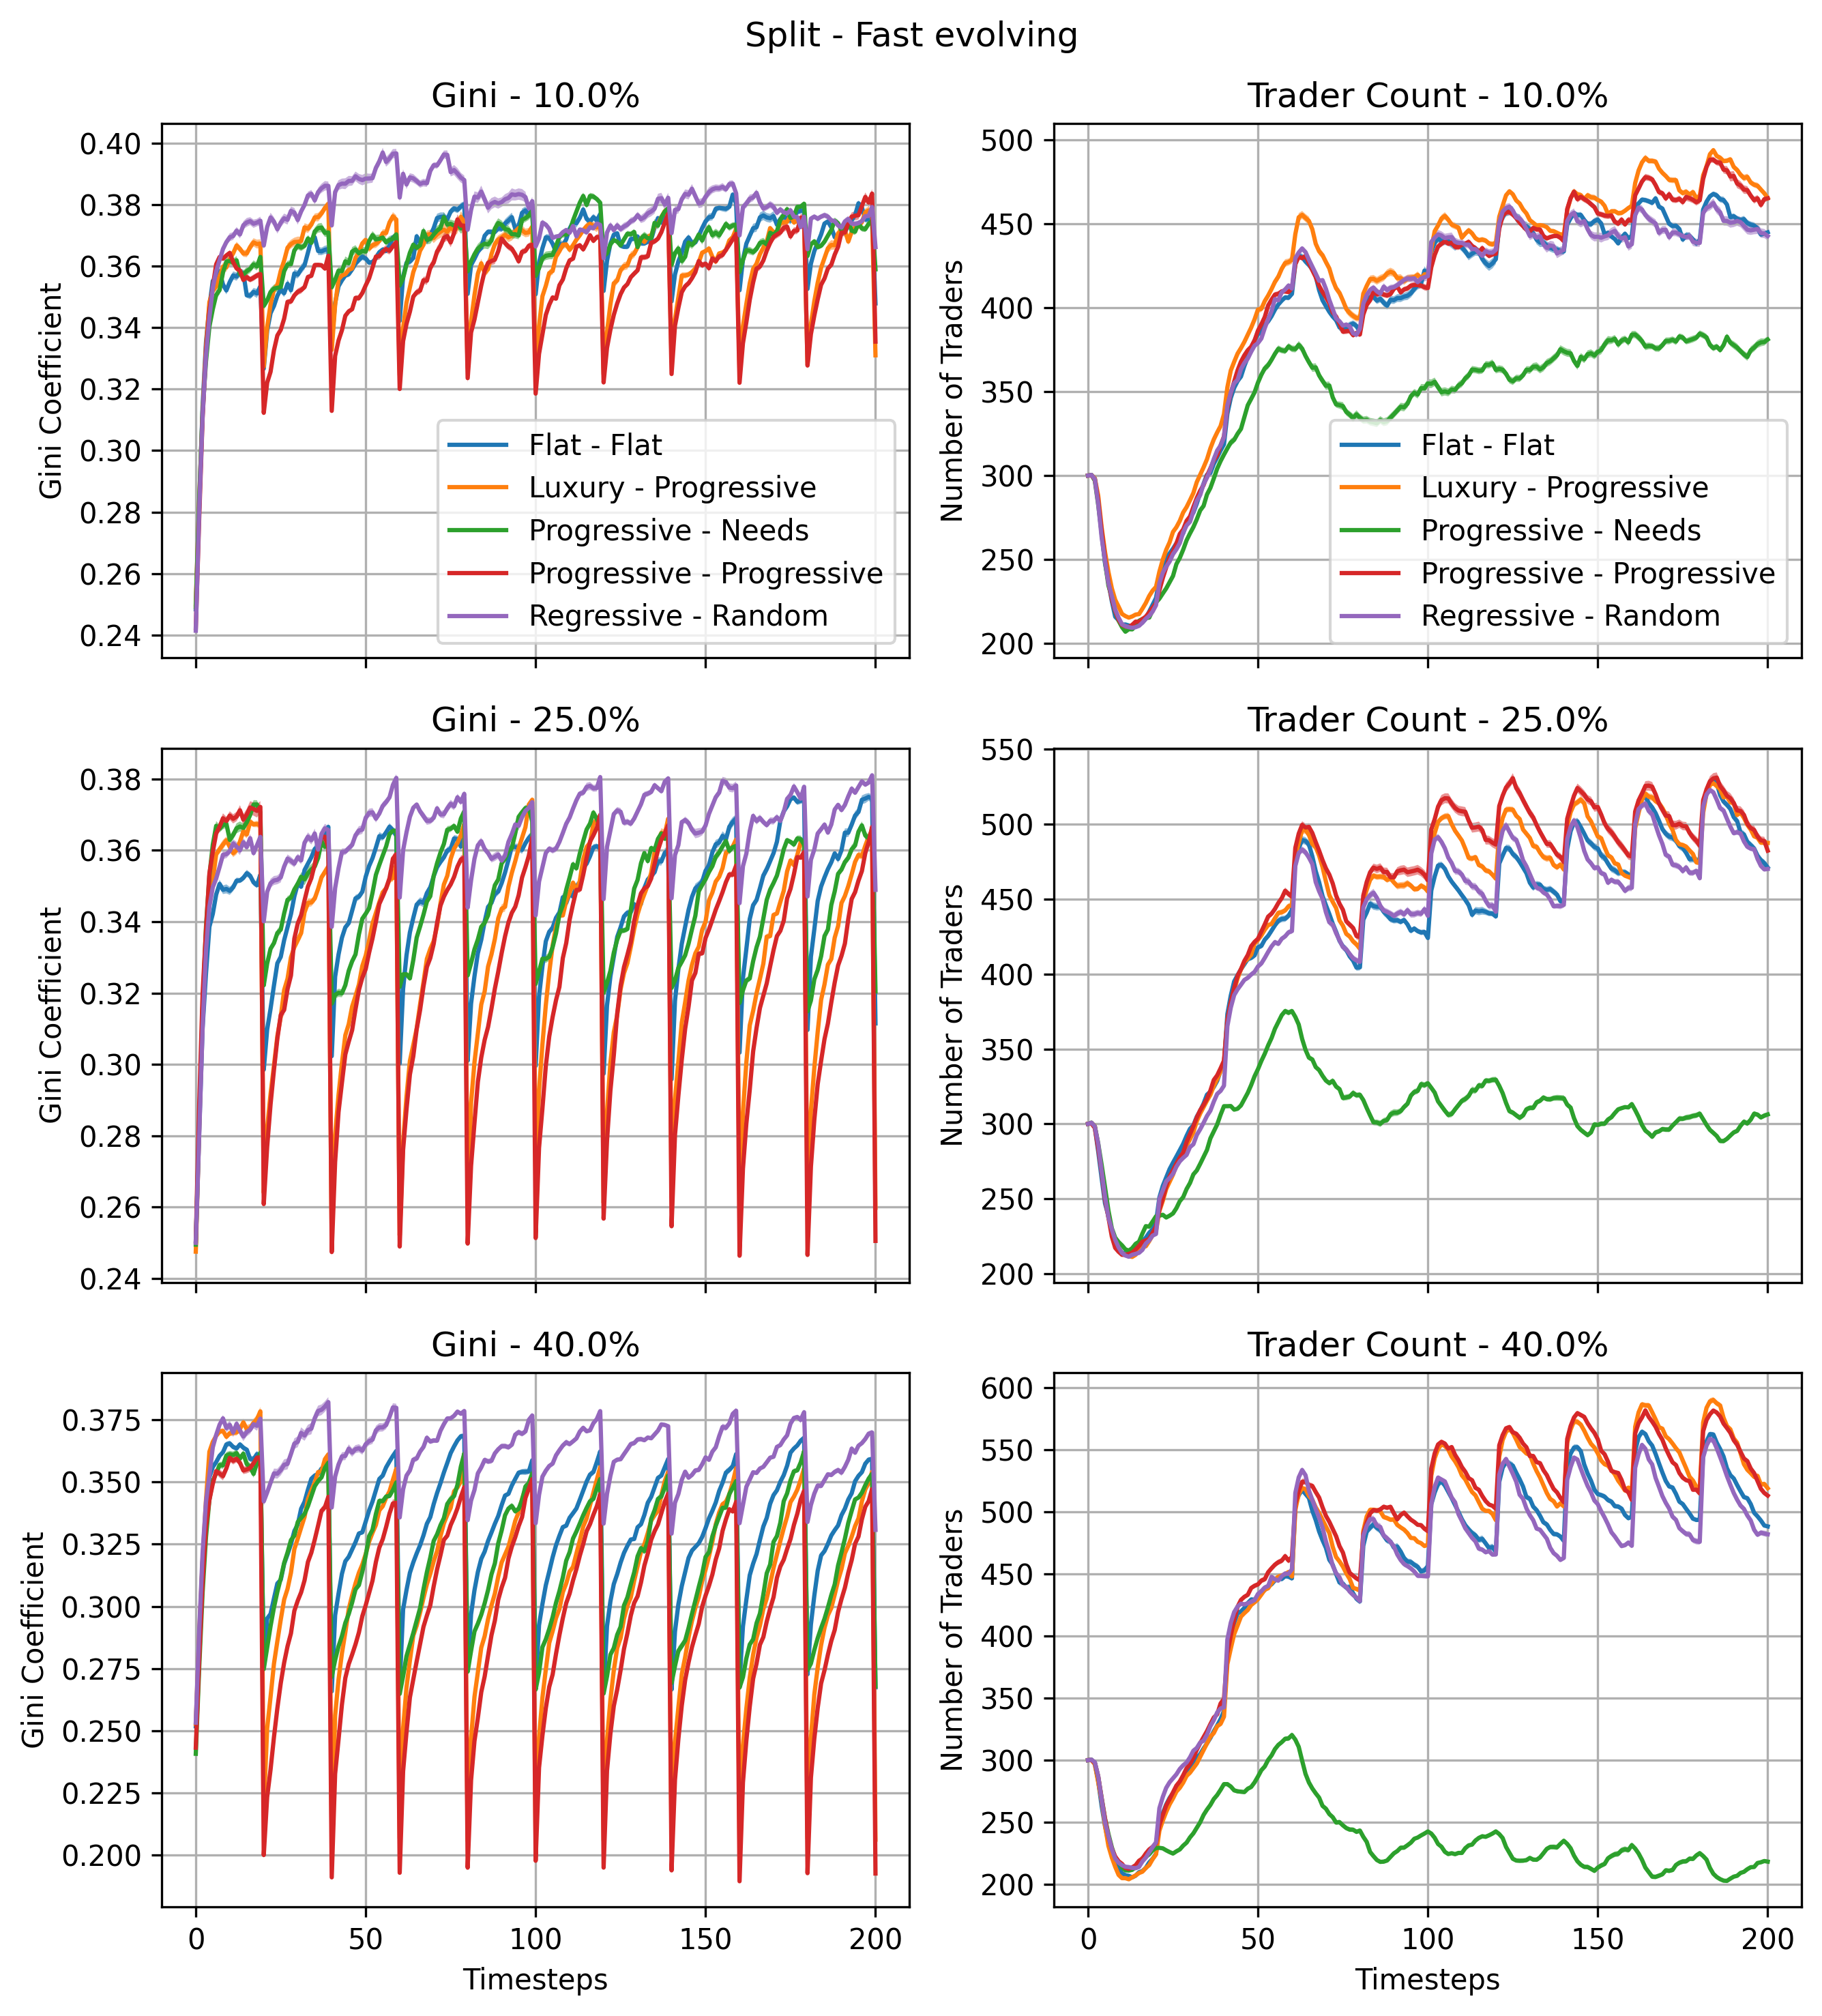 Split - Fast evolving
Gini - 10.0%
Trader Count - 10.0%
0.40
0.38
0.36
0.34
0.32
0.30
0.28
0.26
0.24
Gini Coefficient
Flat - Flat
Luxury - Progressive
Progressive - Needs
Progressive - Progressive
Regressive - Random
500
450
400
350
300
250
200
Number of Traders
Flat - Flat
Luxury - Progressive
Progressive - Needs
Progressive - Progressive
Regressive - Random
Gini - 25.0%
Trader Count - 25.0%
0.38
0.36
0.34
0.32
0.30
0.28
0.26
0.24
Gini Coefficient
550
500
450
400
350
300
250
200
Number of Traders
Gini - 40.0%
Trader Count - 40.0%
0.375
0.350
0.325
0.300
0.275
0.250
0.225
0.200
Gini Coefficient
0 50 100 150 200
Timesteps
600
550
500
450
400
350
300
250
200
Number of Traders
0 50 100 150 200
Timesteps